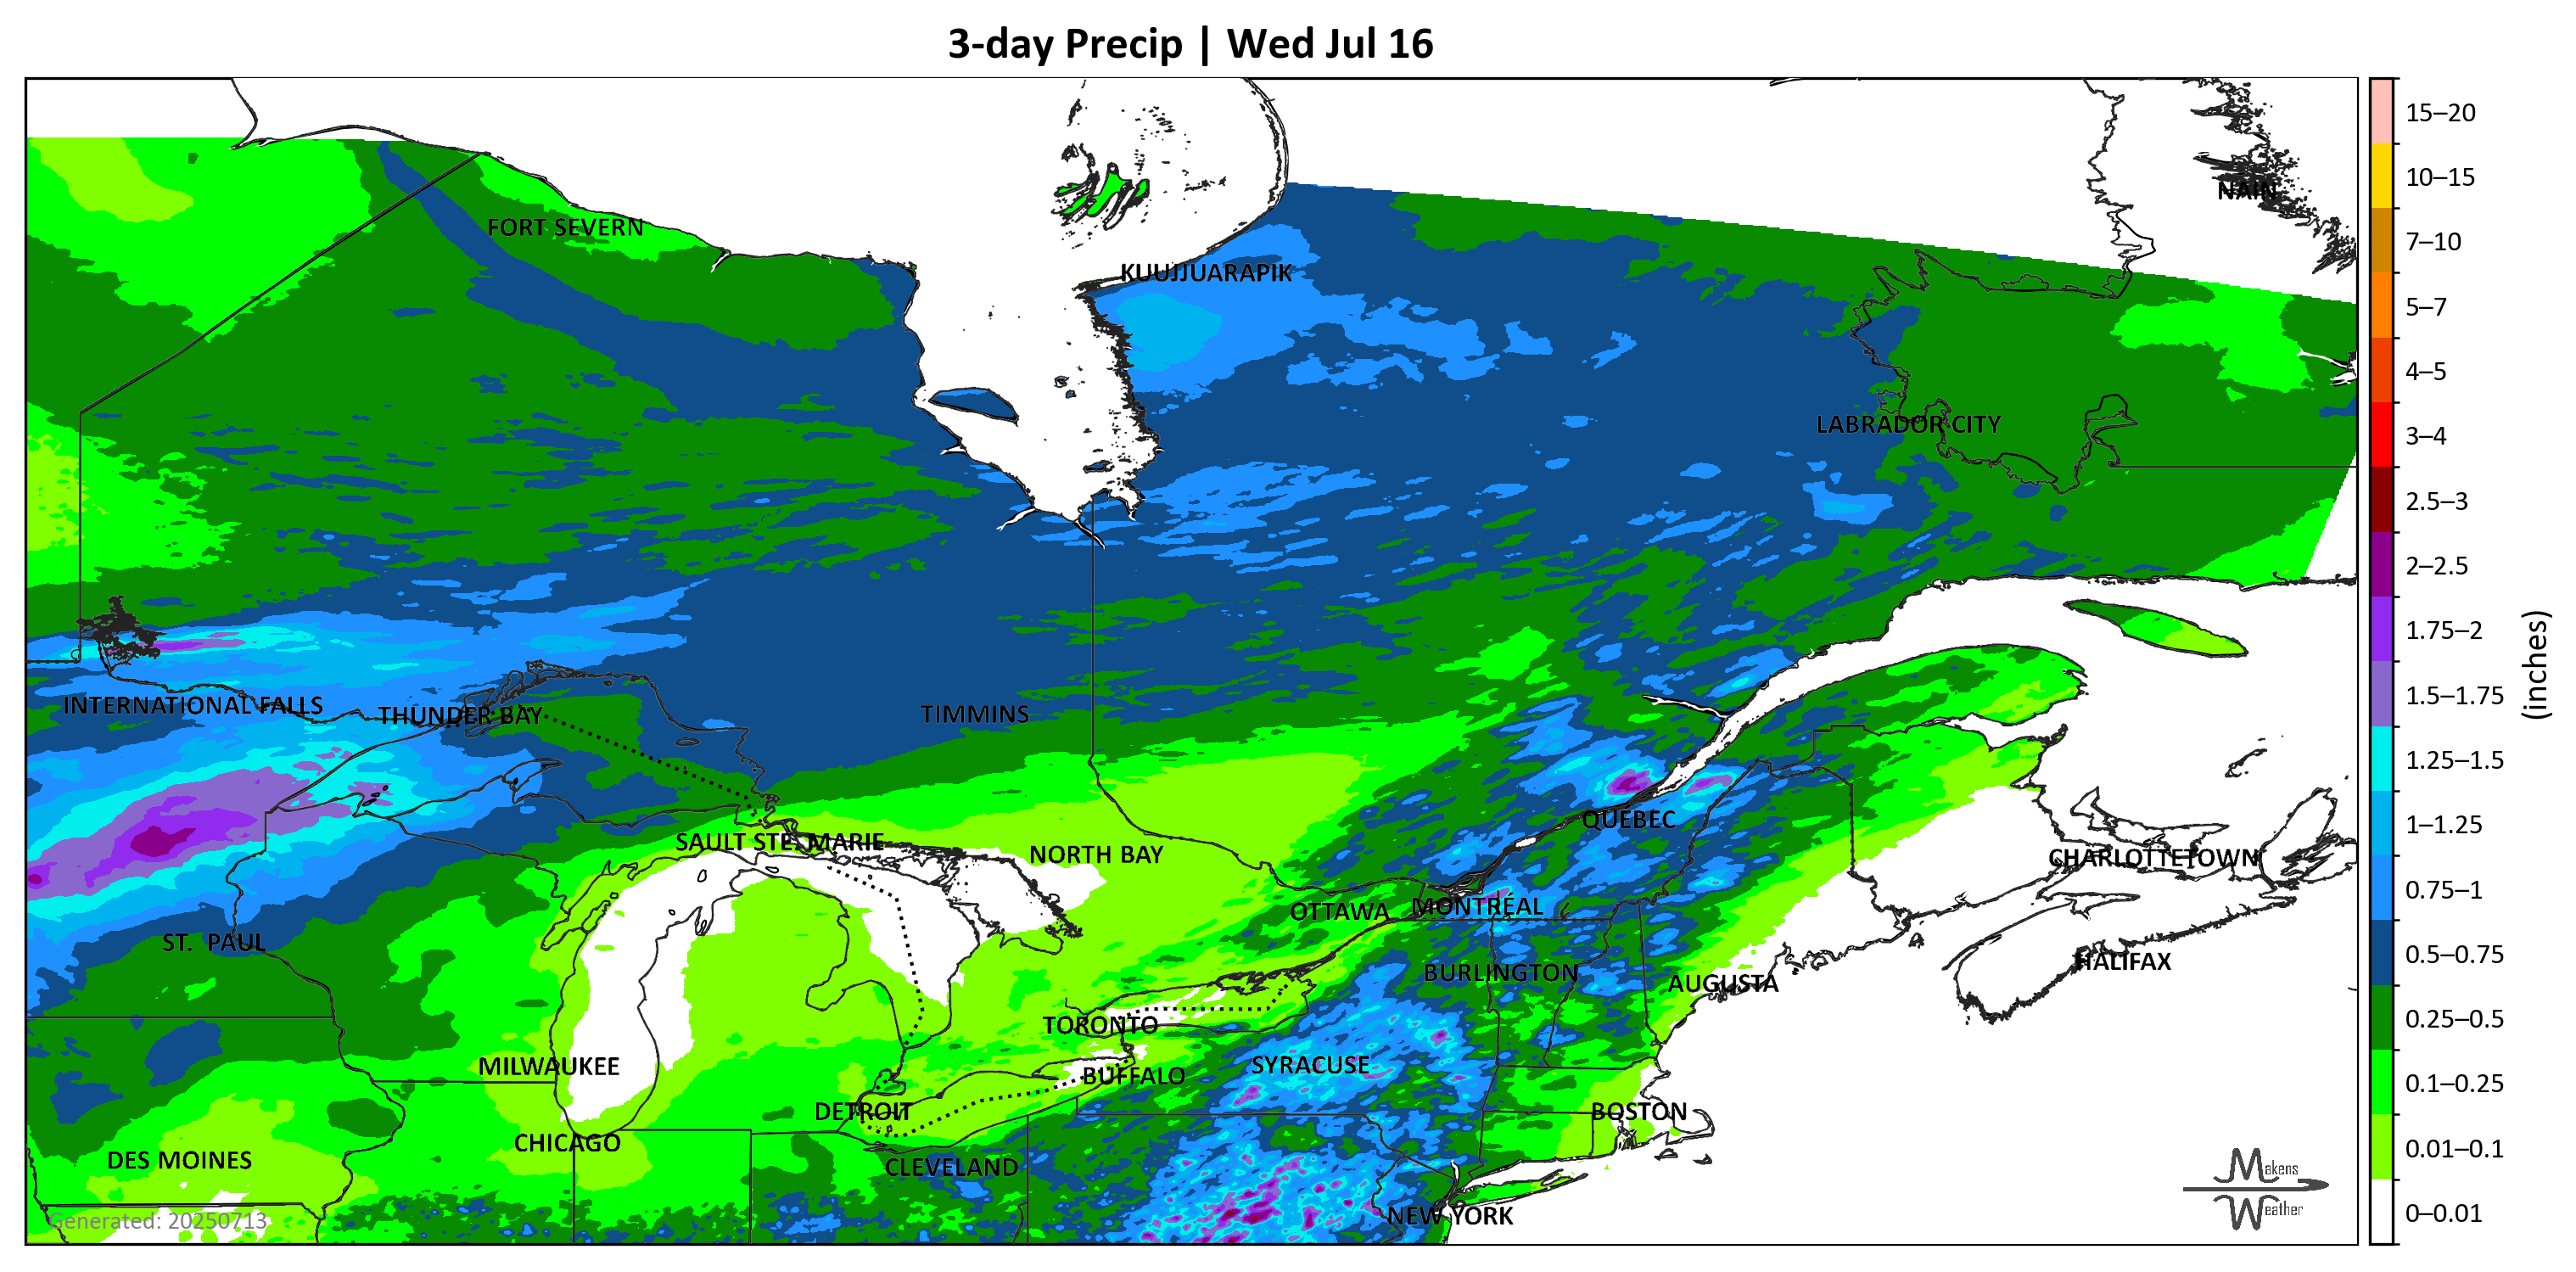 3-day Precip | Wed Jul 16
NAIN
FORT SEVERN
KUUJJUARAPIK
LABRADOR CITY
INTERNATIONAL FALLS
THUNDER BAY
TIMMINS
QUÉBEC
SAULT STE. MARIE
NORTH BAY
CHARLOTTETOWN
OTTAWA
MONTRÉAL
ST. PAUL
HALIFAX
BURLINGTON
AUGUSTA
TORONTO
MILWAUKEE
SYRACUSE
BUFFALO
DETROIT
BOSTON
CHICAGO
DES MOINES
CLEVELAND
NEW YORK
Generated: 20250713
Makens
Weather
15–20
10–15
7–10
5–7
4–5
3–4
2.5–3
2–2.5
1.75–2
1.5–1.75
1.25–1.5
1–1.25
0.75–1
0.5–0.75
0.25–0.5
0.1–0.25
0.01–0.1
0–0.01
(inches)